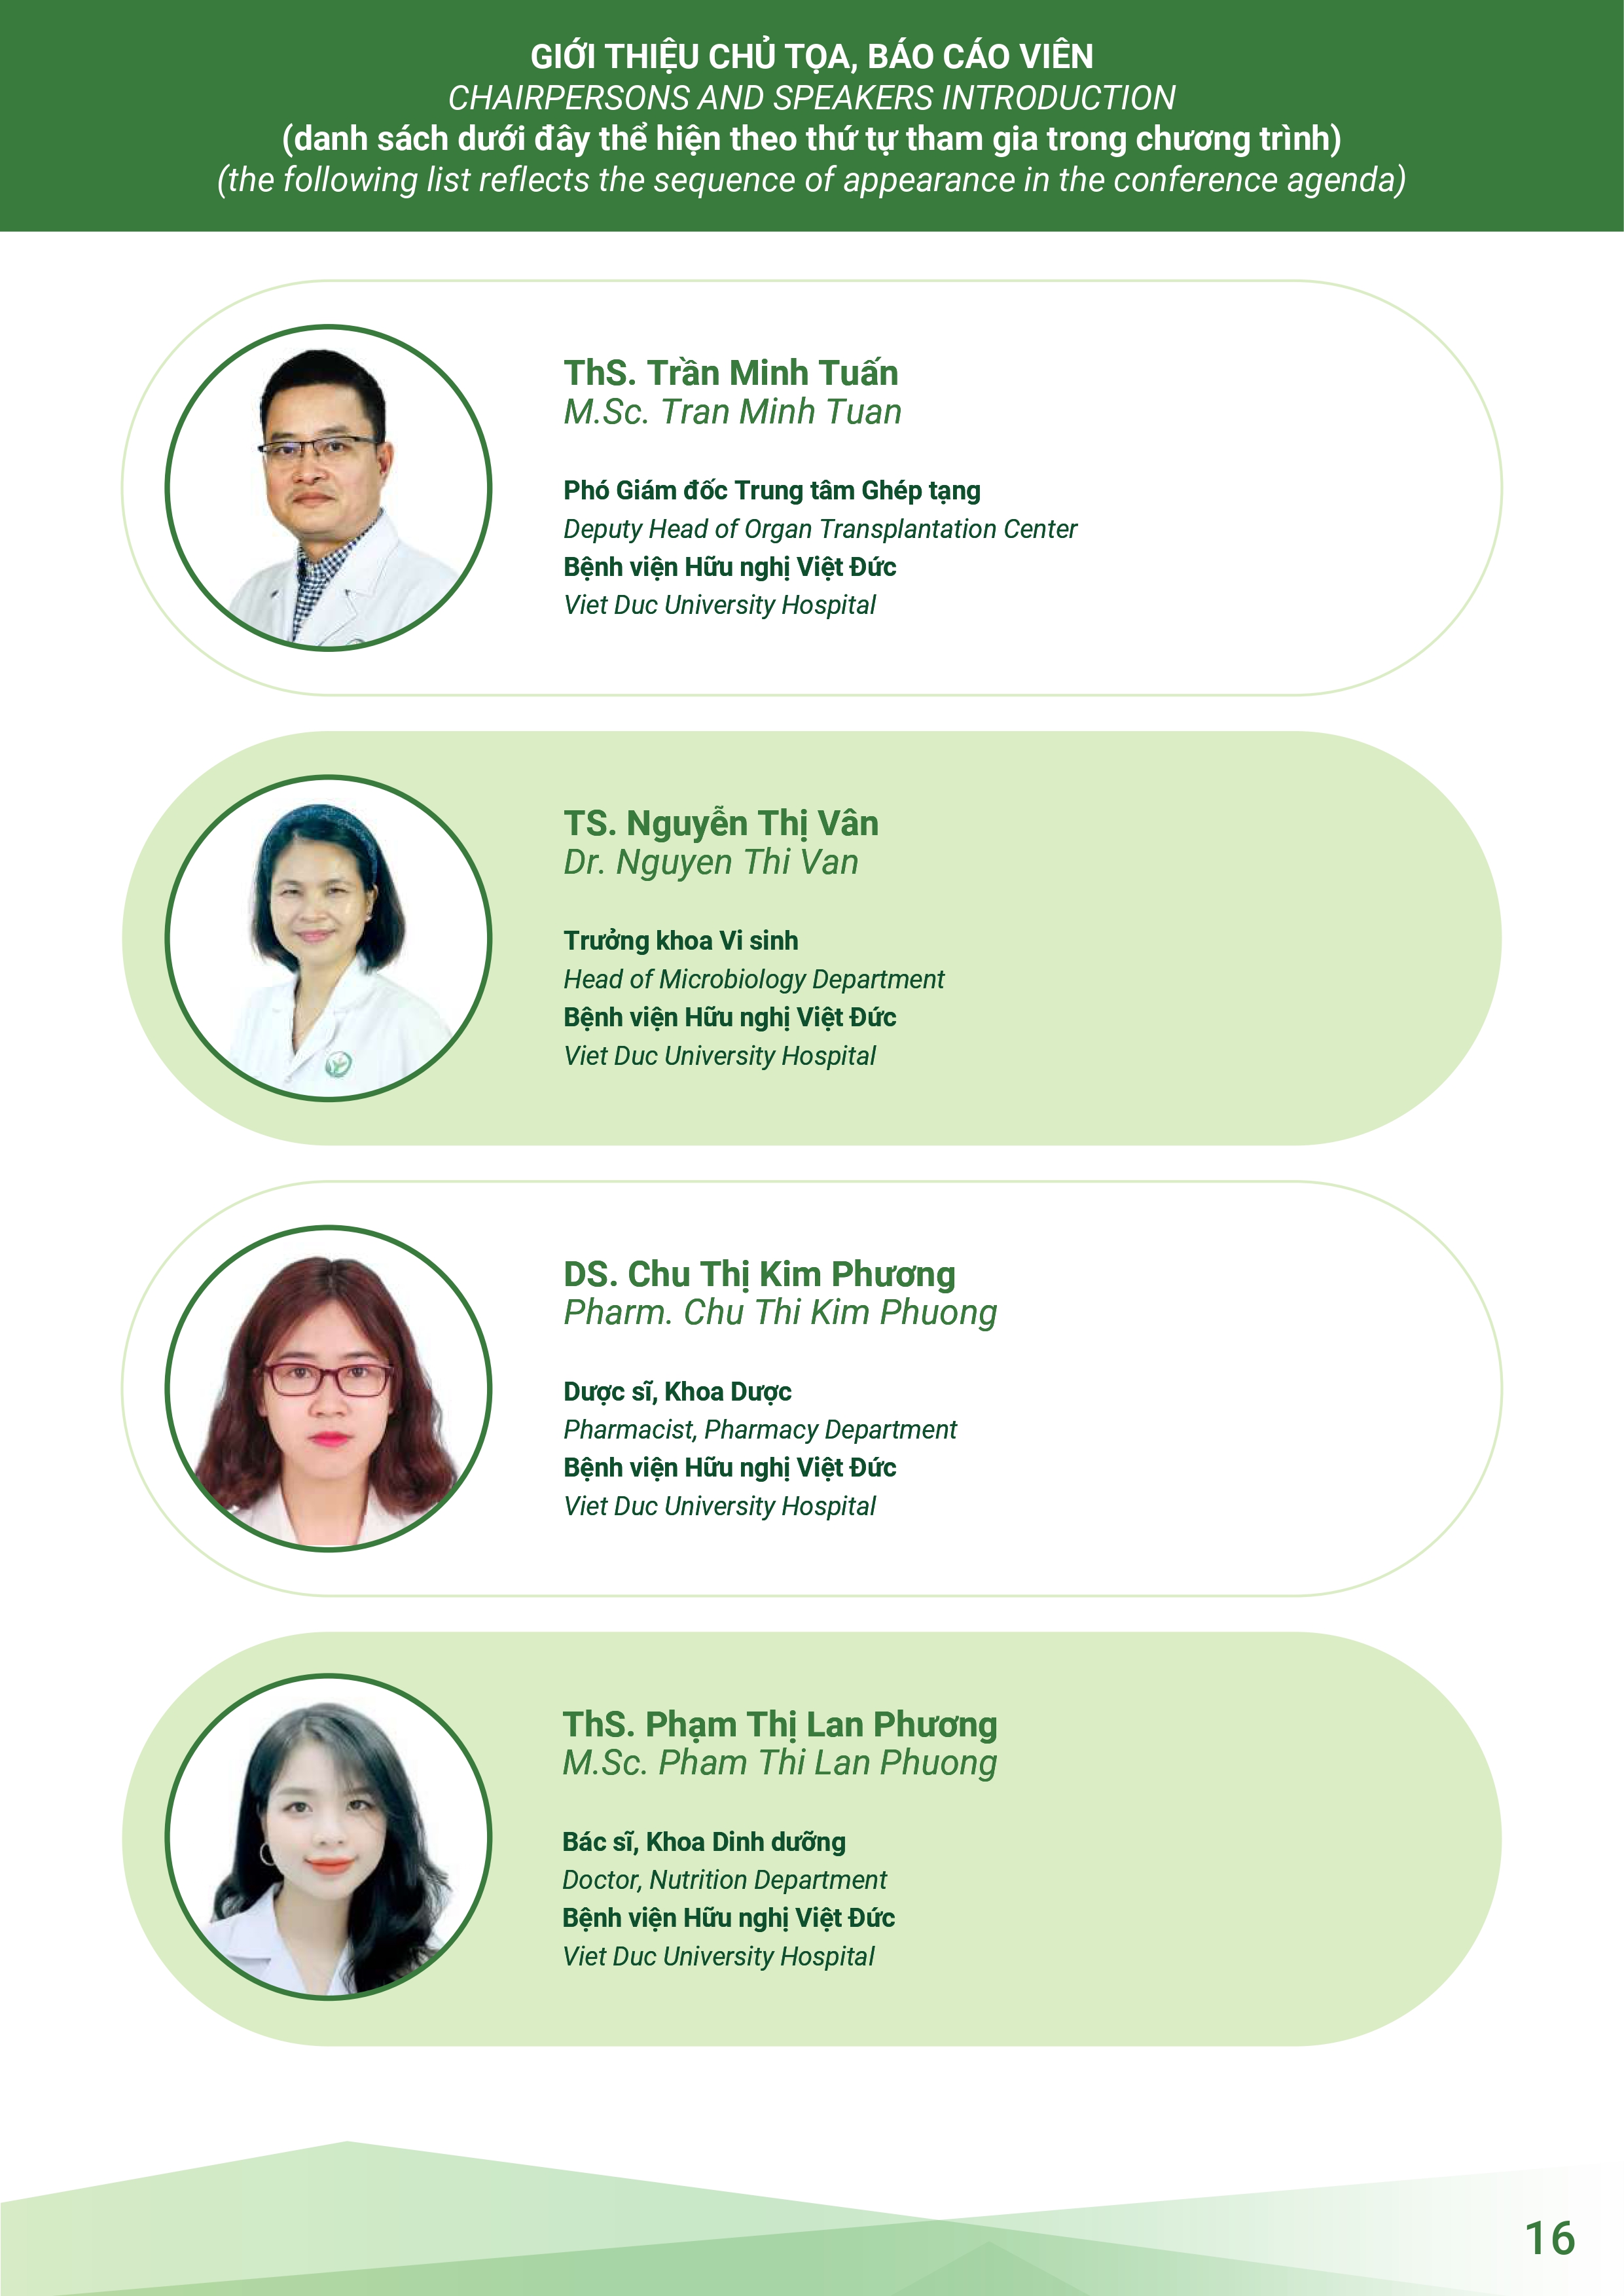 GIỚI THIỆU CHỦ TỌA, BÁO CÁO VIÊN
CHAIRPERSONS AND SPEAKERS INTRODUCTION
(danh sách dưới đây thể hiện theo thứ tự tham gia trong chương trình)
(the following list reflects the sequence of appearance in the conference agenda)
ThS. Trần Minh Tuấn
M.Sc. Tran Minh Tuan
Phó Giám đốc Trung tâm Ghép tạng
Deputy Head of Organ Transplantation Center
Bệnh viện Hữu nghị Việt Đức
Viet Duc University Hospital
TS. Nguyễn Thị Vân
Dr. Nguyen Thi Van
Trưởng khoa Vi sinh
Head of Microbiology Department
Bệnh viện Hữu nghị Việt Đức
Viet Duc University Hospital
DS. Chu Thị Kim Phương
Pharm. Chu Thi Kim Phuong
Dược sĩ, Khoa Dược
Pharmacist, Pharmacy Department
Bệnh viện Hữu nghị Việt Đức
Viet Duc University Hospital
ThS. Phạm Thị Lan Phương
M.Sc. Pham Thi Lan Phuong
Bác sĩ, Khoa Dinh dưỡng
Doctor, Nutrition Department
Bệnh viện Hữu nghị Việt Đức
Viet Duc University Hospital
16